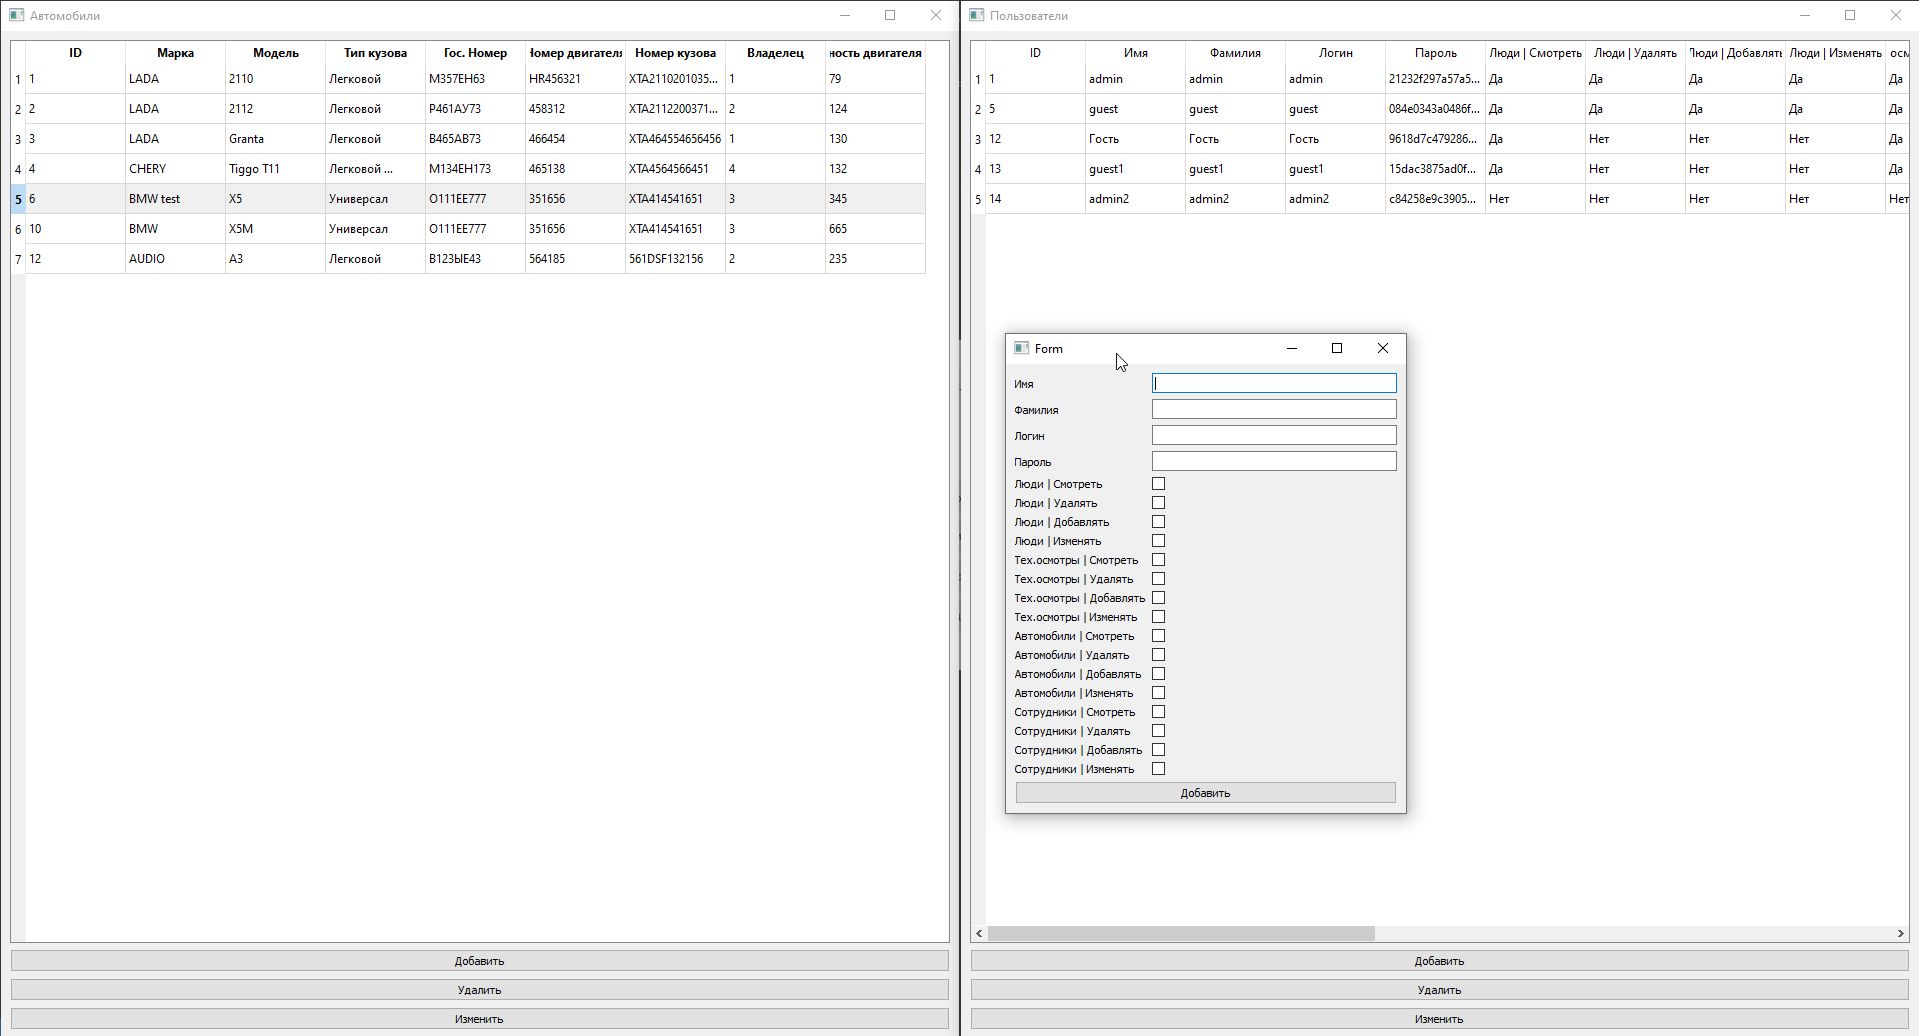 Автомобили
ID Марка Модель Тип кузова Гос. Номер Номер двигателя Номер кузова Владелец ность двигателя
1 1 LADA 2110 Легковой М357ЕН63 HR456321 XTA2110201035... 1 79
2 2 LADA 2112 Легковой Р461АУ73 458312 XTA2112200371... 2 124
3 3 LADA Granta Легковой В465АВ73 466454 XTA464554656456 1 130
4 4 CHERY Tiggo T11 Легковой ... М134ЕН173 465138 XTA4564566451 4 132
5 6 BMW test X5 Универсал О111ЕЕ777 351656 XTA414541651 3 345
6 10 BMW X5M Универсал О111ЕЕ777 351656 XTA414541651 3 665
7 12 AUDIO A3 Легковой В123ЫЕ43 564185 561DSF132156 2 235
Добавить
Удалить
Изменить
Пользователи
ID Имя Фамилия Логин Пароль Люди | Смотреть Люди | Удалять Люди | Добавлять Люди | Изменять осм
1 1 admin admin admin 21232f297a57a5... Да Да Да Да Да
2 5 guest guest guest 084e0343a0486f... Да Да Да Да Да
3 12 Гость Гость Гость 9618d7c479286... Да Нет Нет Нет Да
4 13 guest1 guest1 guest1 15dac3875ad0f... Да Нет Нет Нет Да
5 14 admin2 admin2 admin2 c84258e9c3905... Нет Нет Нет Нет Нет
Form
Имя
Фамилия
Логин
Пароль
Люди | Смотреть
Люди | Удалять
Люди | Добавлять
Люди | Изменять
Тех.осмотры | Смотреть
Тех.осмотры | Удалять
Тех.осмотры | Добавлять
Тех.осмотры | Изменять
Автомобили | Смотреть
Автомобили | Удалять
Автомобили | Добавлять
Автомобили | Изменять
Сотрудники | Смотреть
Сотрудники | Удалять
Сотрудники | Добавлять
Сотрудники | Изменять
Добавить
Добавить
Удалить
Изменить